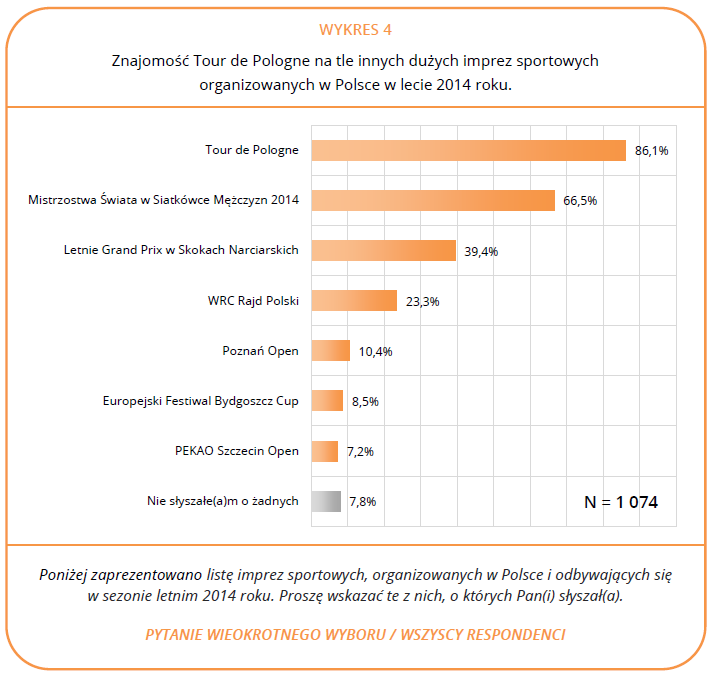 WYKRES 4
Znajomość Tour de Pologne na tle innych dużych imprez sportowych
organizowanych w Polsce w lecie 2014 roku.
Tour de Pologne 86,1%
Mistrzostwa Świata w Siatkówce Mężczyzn 2014 66,5%
Letnie Grand Prix w Skokach Narciarskich 39,4%
WRC Rajd Polski 23,3%
Poznań Open 10,4%
Europejski Festiwal Bydgoszcz Cup 8,5%
PEKAO Szczecin Open 7,2%
Nie słyszałe(a)m o żadnych 7,8%
N = 1 074
Poniżej zaprezentowano listę imprez sportowych, organizowanych w Polsce i odbywających się
w sezonie letnim 2014 roku. Proszę wskazać te z nich, o których Pan(i) słyszał(a).
PYTANIE WIEOKROTNEGO WYBORU / WSZYSCY RESPONDENCI